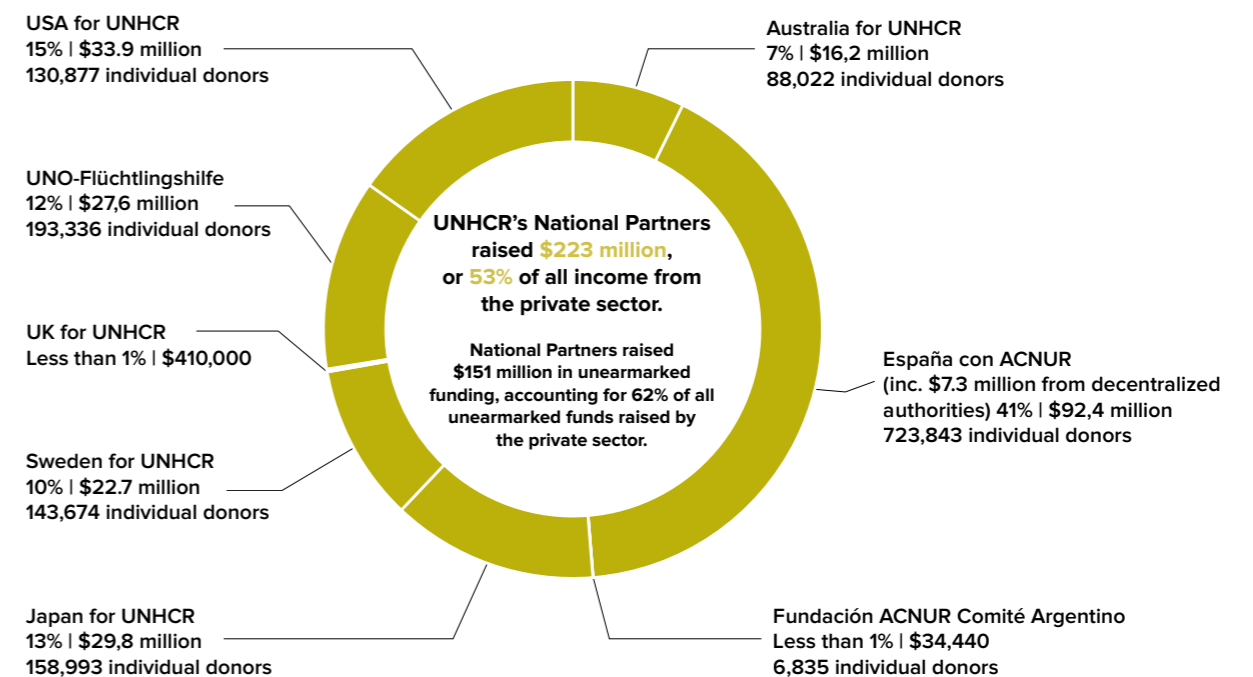 USA for UNHCR
15% | $33.9 million
130,877 individual donors
Australia for UNHCR
7% | $16,2 million
88,022 individual donors
UNO-Flüchtlingshilfe
12% | $27,6 million
193,336 individual donors
UNHCR's National Partners
raised $223 million,
or 53% of all income from
the private sector.
National Partners raised
$151 million in unearmarked
funding, accounting for 62% of all
unearmarked funds raised by
the private sector.
UK for UNHCR
Less than 1% | $410,000
España con ACNUR
(inc. $7.3 million from decentralized
authorities) 41% | $92,4 million
723,843 individual donors
Sweden for UNHCR
10% | $22.7 million
143,674 individual donors
Japan for UNHCR
13% | $29,8 million
158,993 individual donors
Fundación ACNUR Comité Argentino
Less than 1% | $34,440
6,835 individual donors